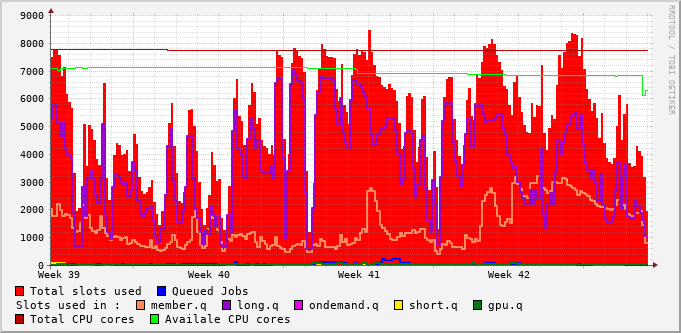 9000
8000
7000
6000
5000
4000
3000
2000
1000
0
Week 39 Week 40 Week 41 Week 42
RRDTOOL / TOBI OETIKER
Total slots used Queued Jobs
Slots used in : member.q long.q ondemand.q short.q gpu.q
Total CPU cores Availale CPU cores